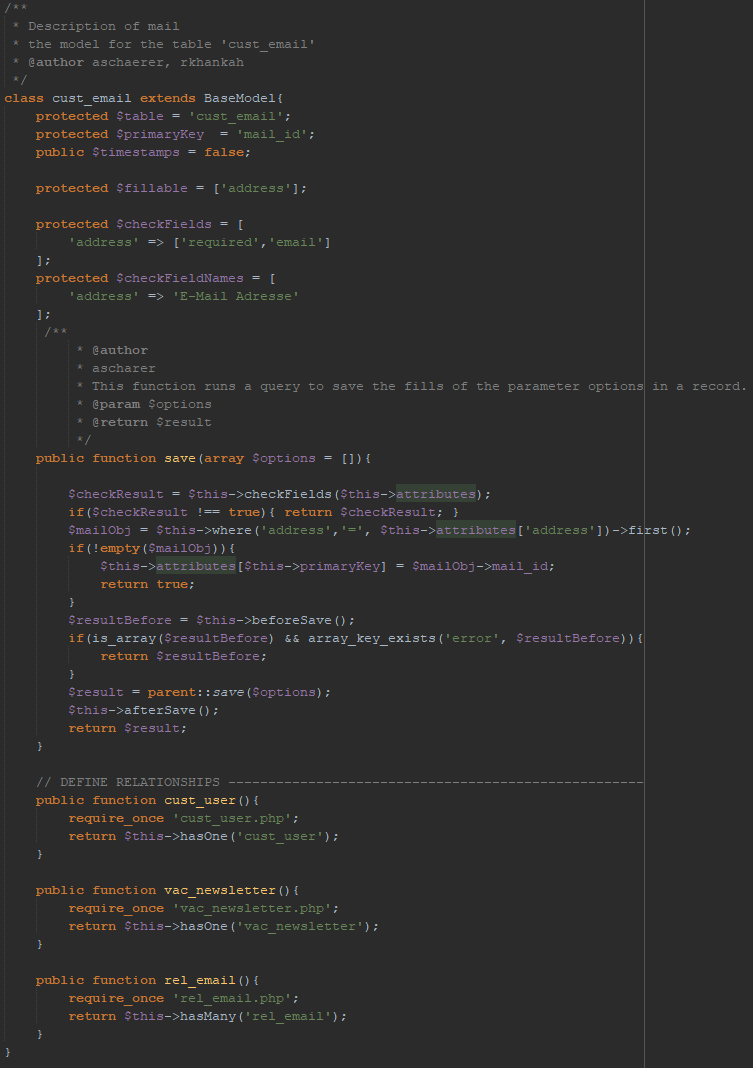 /**
 * Description of mail
 * the model for the table 'cust_email'
 * @author aschaerer, rkhankah
 */
class cust_email extends BaseModel{
    protected $table = 'cust_email';
    protected $primaryKey  = 'mail_id';
    public $timestamps = false;

    protected $fillable = ['address'];

    protected $checkFields = [
        'address' => ['required','email']
    ];
    protected $checkFieldNames = [
        'address' => 'E-Mail Adresse'
    ];
     /**
         * @author
         * ascharer
         * This function runs a query to save the fills of the parameter options in a record.
         * @param $options
         * @return $result
         */
    public function save(array $options = []){

        $checkResult = $this->checkFields($this->attributes);
        if($checkResult !== true){ return $checkResult; }
        $mailObj = $this->where('address','=', $this->attributes['address'])->first();
        if(!empty($mailObj)){
            $this->attributes[$this->primaryKey] = $mailObj->mail_id;
            return true;
        }
        $resultBefore = $this->beforeSave();
        if(is_array($resultBefore) && array_key_exists('error', $resultBefore)){
            return $resultBefore;
        }
        $result = parent::save($options);
        $this->afterSave();
        return $result;
    }

    // DEFINE RELATIONSHIPS ----------------------------------------------------
    public function cust_user(){
        require_once 'cust_user.php';
        return $this->hasOne('cust_user');
    }

    public function vac_newsletter(){
        require_once 'vac_newsletter.php';
        return $this->hasOne('vac_newsletter');
    }

    public function rel_email(){
        require_once 'rel_email.php';
        return $this->hasMany('rel_email');
    }
}